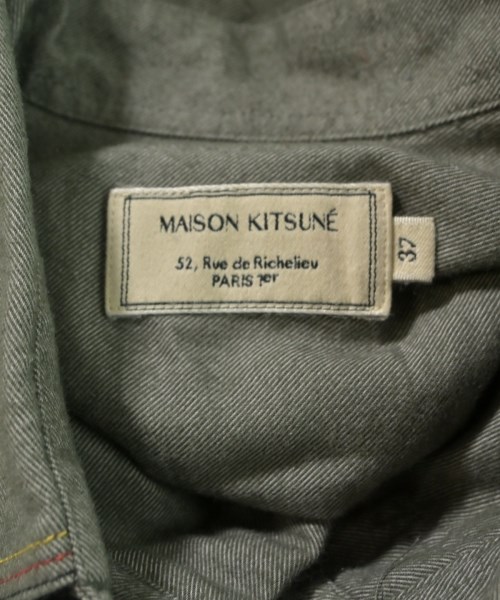 MAISON KITSUNÉ
52, Rue de Richelieu
PARIS 1er
37